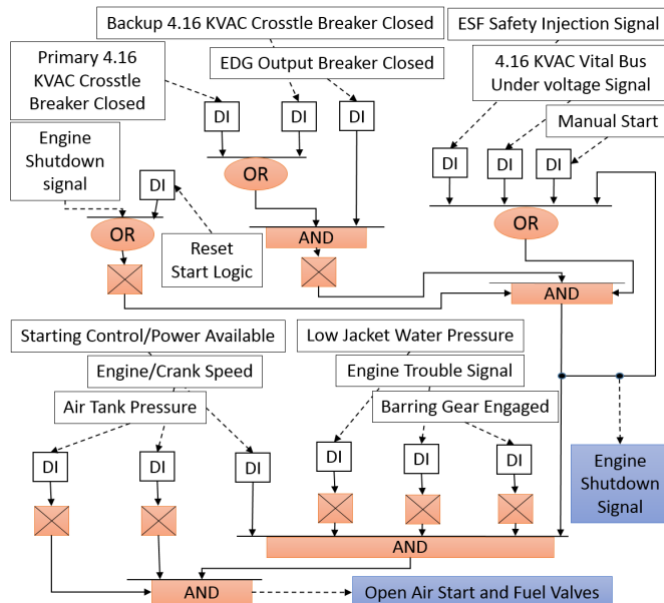 Backup 4.16 KVAC Crosstle Breaker Closed
ESF Safety Injection Signal
Primary 4.16
KVAC Crosstle
Breaker Closed
EDG Output Breaker Closed
4.16 KVAC Vital Bus
Under voltage Signal
Manual Start
Engine
Shutdown
signal
DI
DI
DI
DI
DI
DI
DI
OR
OR
OR
AND
Reset
Start Logic
AND
Starting Control/Power Available
Low Jacket Water Pressure
Engine/Crank Speed
Engine Trouble Signal
Air Tank Pressure
Barring Gear Engaged
DI
DI
DI
DI
DI
DI
Engine
Shutdown
Signal
AND
AND
Open Air Start and Fuel Valves